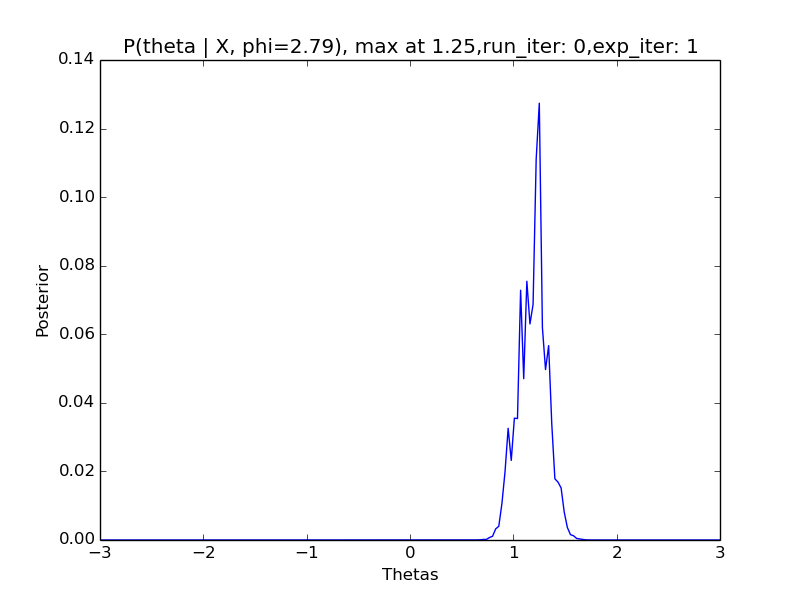 P(theta | X, phi=2.79), max at 1.25,run_iter: 0,exp_iter: 1
0.14
0.12
0.10
0.08
0.06
0.04
0.02
0.00
Posterior
−3 −2 −1 0 1 2 3
Thetas